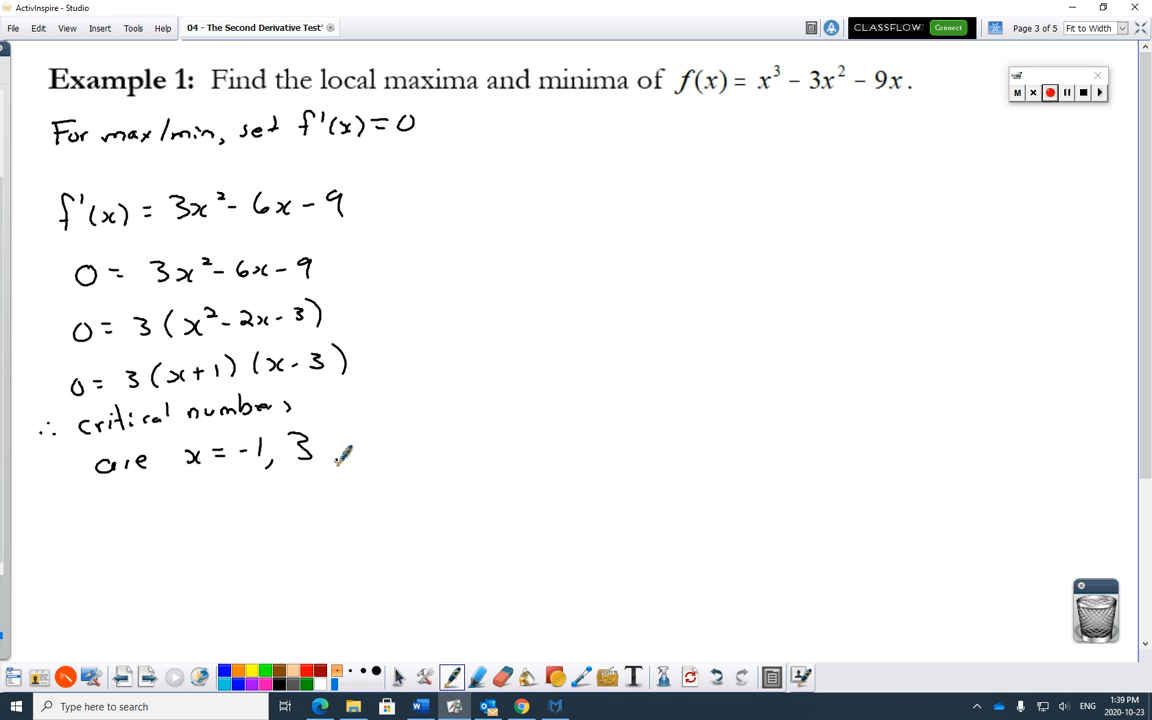 ActivInspire - Studio
File Edit View Insert Tools Help
04 - The Second Derivative Test'
CLASSFLOW Connect
Page 3 of 5 Fit to Width
Example 1: Find the local maxima and minima of f(x) = x³ − 3x² − 9x.
M
For max/min, set f'(x) = 0
f'(x) = 3x² - 6x - 9
0 = 3x² - 6x - 9
0 = 3(x² - 2x - 3)
0 = 3(x+1)(x-3)
∴ critical numbers
are x = -1, 3
T
Type here to search
ENG
1:39 PM
2020-10-23